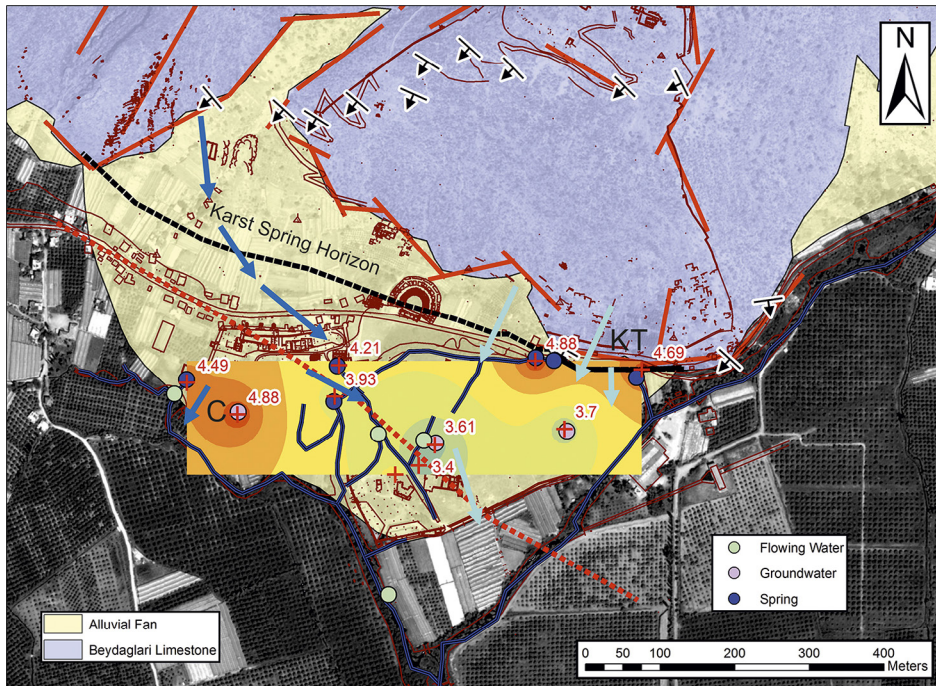 N
Karst Spring Horizon
KT
4.88
4.69
4.21
4.49
3.93
C
4.88
3.61
3.7
3.4
Flowing Water
Groundwater
Spring
Alluvial Fan
Beydaglari Limestone
0 50 100 200 300 400
Meters